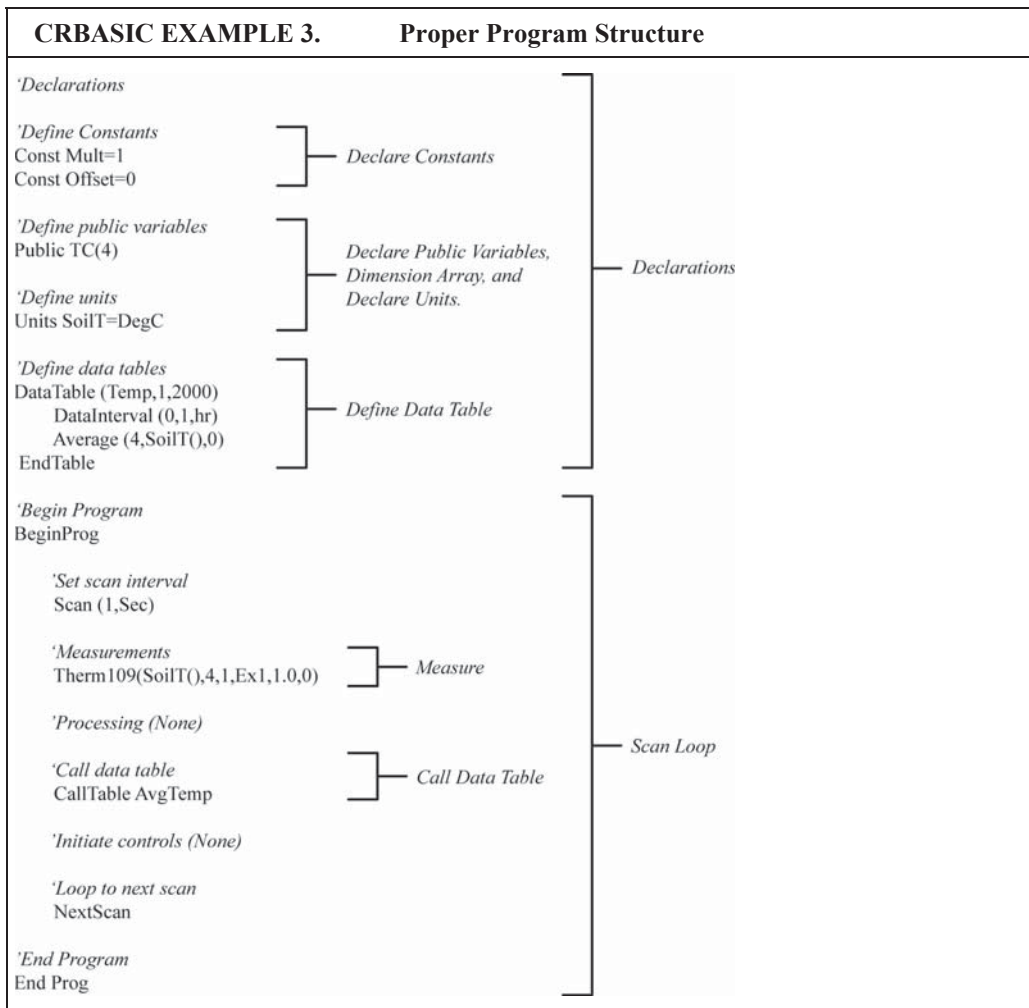 CRBASIC EXAMPLE 3. Proper Program Structure
‘Declarations
'Define Constants
Const Mult=1
Const Offset=0
Declare Constants
'Define public variables
Public TC(4)
'Define units
Units SoilT=DegC
Declare Public Variables,
Dimension Array, and
Declare Units.
'Define data tables
DataTable (Temp,1,2000)
DataInterval (0,1,hr)
Average (4,SoilT(),0)
EndTable
Define Data Table
Declarations
‘Begin Program
BeginProg
'Set scan interval
Scan (1,Sec)
'Measurements
Therm109(SoilT(),4,1,Ex1,1.0,0)
Measure
'Processing (None)
‘Call data table
CallTable AvgTemp
Call Data Table
'Initiate controls (None)
‘Loop to next scan
NextScan
'End Program
End Prog
Scan Loop